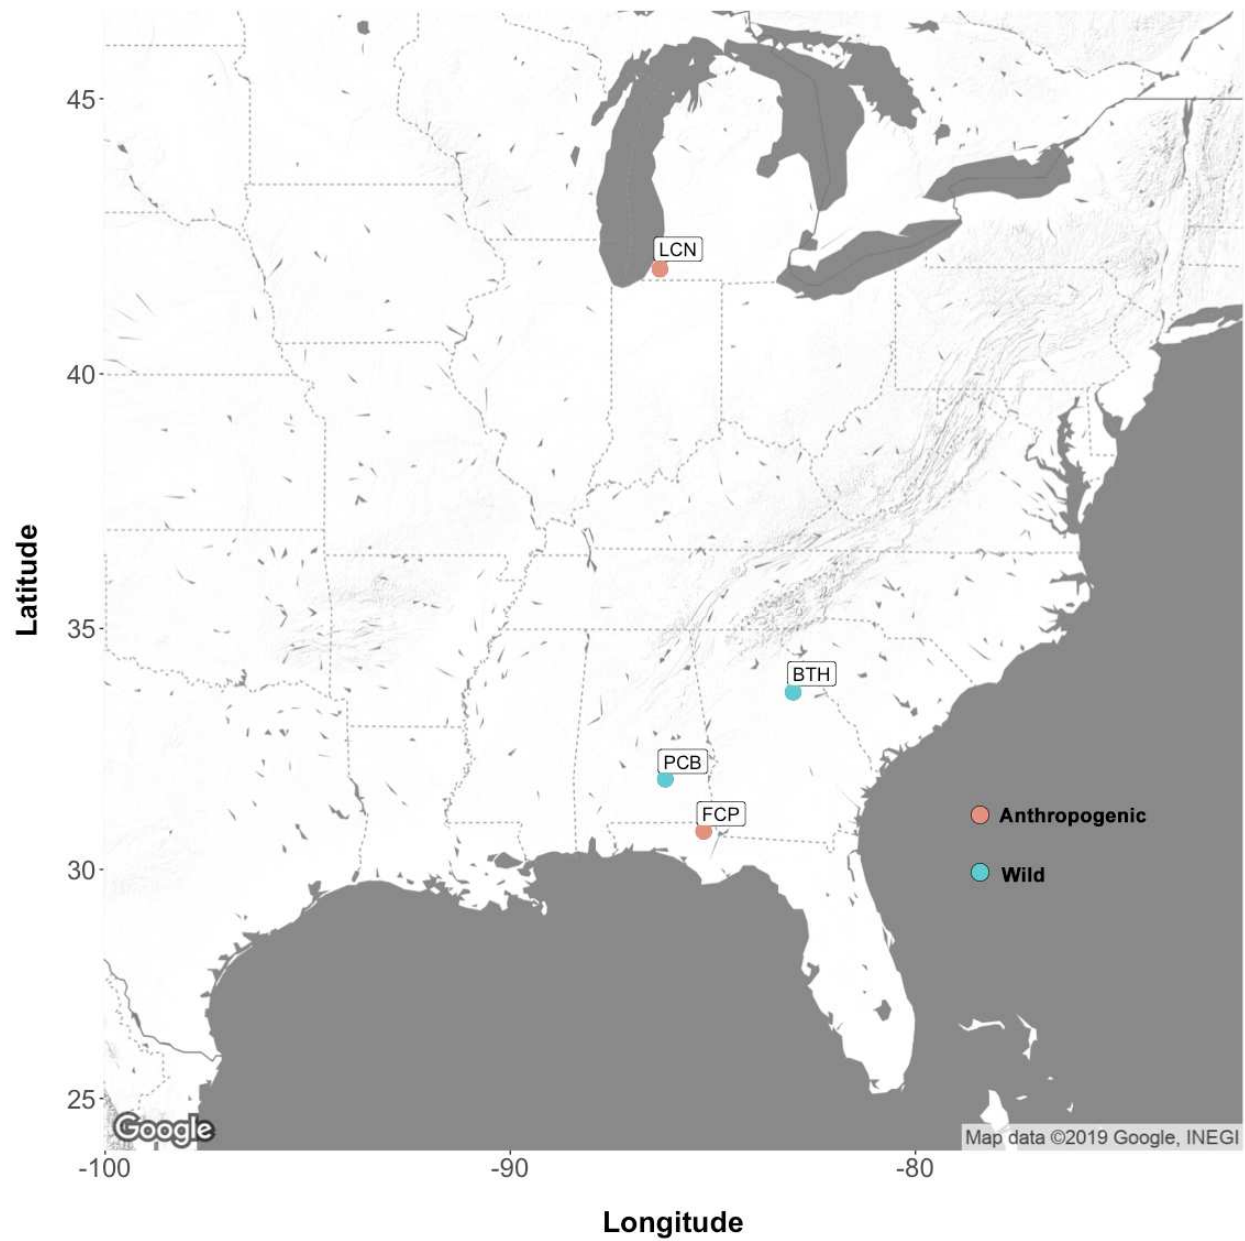 45
LCN
40
Latitude
35
BTH
PCB
FCP
Anthropogenic
30
Wild
25
Google
Map data ©2019 Google, INEGI
-100
-90
-80
Longitude